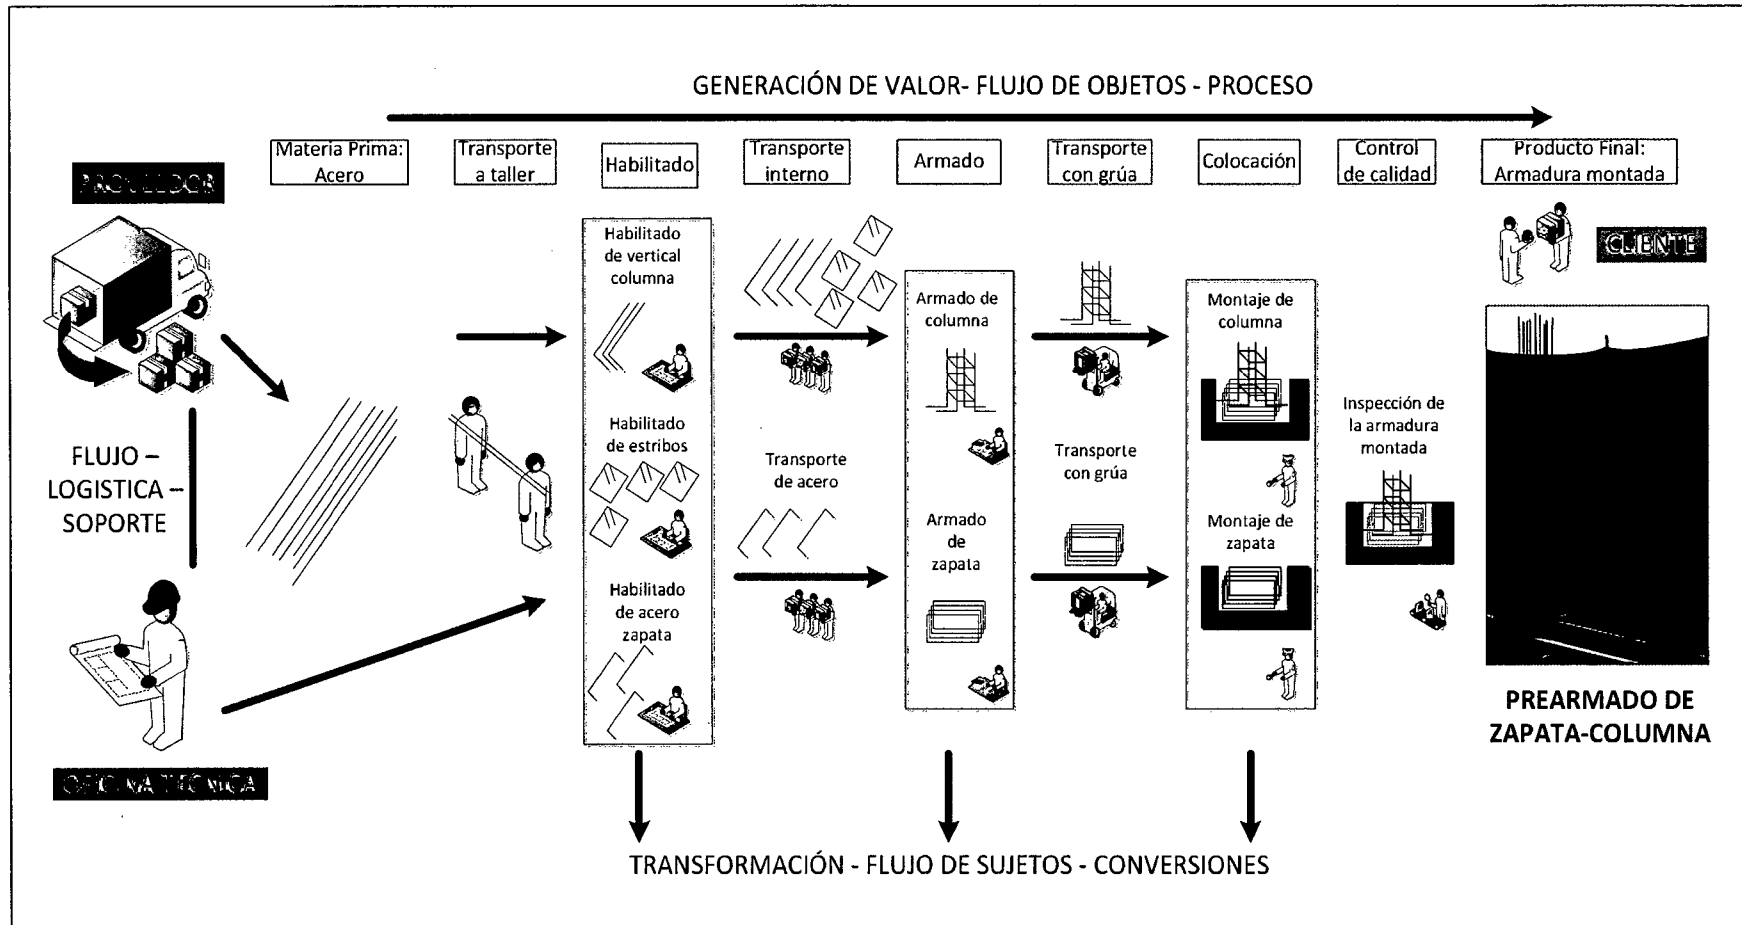 GENERACIÓN DE VALOR- FLUJO DE OBJETOS - PROCESO
PROVEEDOR
Materia Prima:
Acero
Transporte
a taller
Habilitado
Transporte
interno
Armado
Transporte
con grúa
Colocación
Control
de calidad
Producto Final:
Armadura montada
CLIENTE
Habilitado
de vertical
columna
Habilitado
de estribos
Habilitado
de acero
zapata
Transporte
de acero
Armado de
columna
Armado
de
zapata
Transporte
con grúa
Montaje de
columna
Montaje de
zapata
Inspección de
la armadura
montada
FLUJO –
LOGISTICA –
SOPORTE
OFICINA TECNICA
PREARMADO DE
ZAPATA-COLUMNA
TRANSFORMACIÓN - FLUJO DE SUJETOS - CONVERSIONES